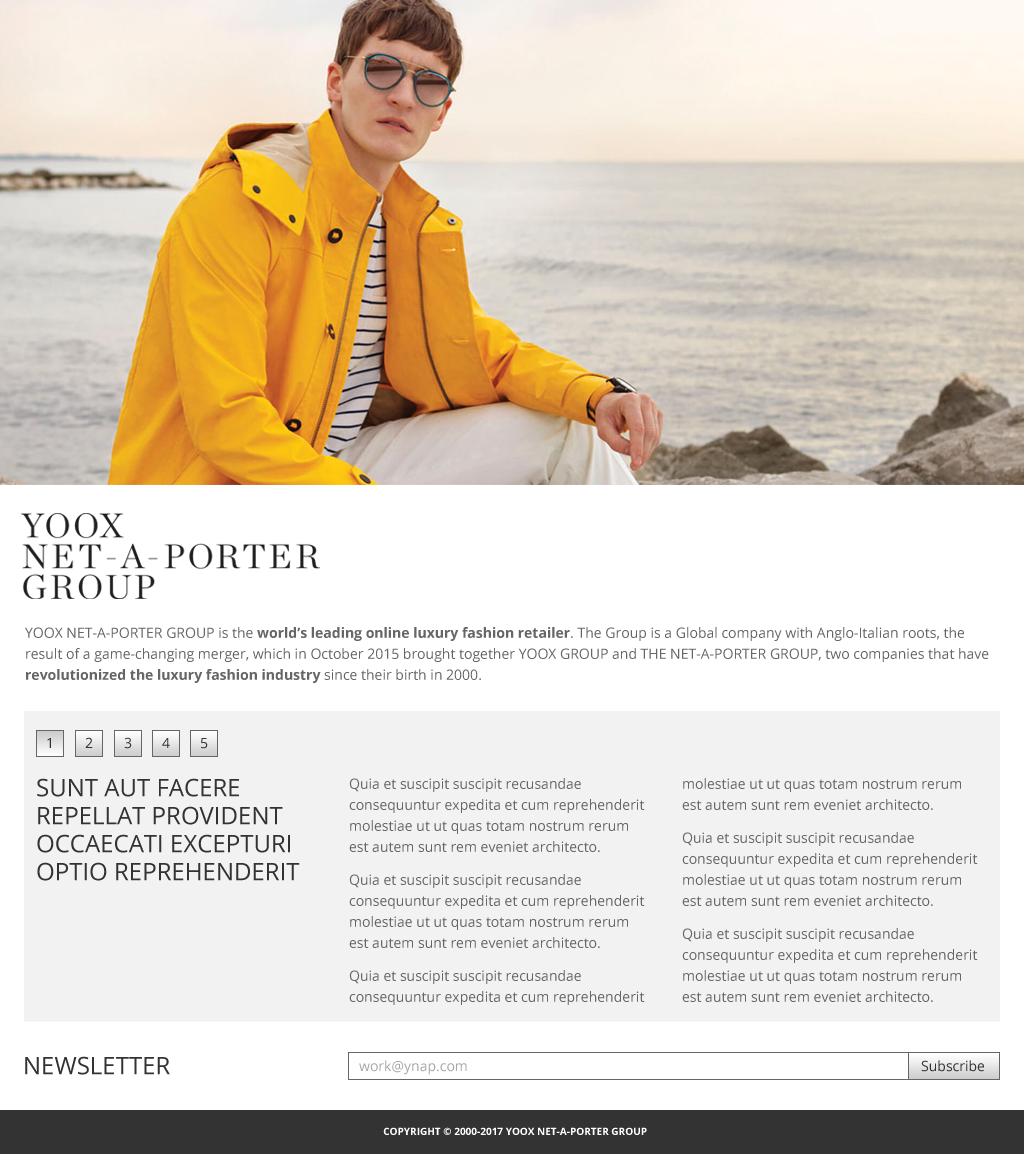 YOOX
NET-A-PORTER
GROUP
YOOX NET-A-PORTER GROUP is the world's leading online luxury fashion retailer. The Group is a Global company with Anglo-Italian roots, the
result of a game-changing merger, which in October 2015 brought together YOOX GROUP and THE NET-A-PORTER GROUP, two companies that have
revolutionized the luxury fashion industry since their birth in 2000.
1 2 3 4 5
SUNT AUT FACERE
REPELLAT PROVIDENT
OCCAECATI EXCEPTURI
OPTIO REPREHENDERIT
Quia et suscipit suscipit recusandae
consequuntur expedita et cum reprehenderit
molestiae ut ut quas totam nostrum rerum
est autem sunt rem eveniet architecto.
Quia et suscipit suscipit recusandae
consequuntur expedita et cum reprehenderit
molestiae ut ut quas totam nostrum rerum
est autem sunt rem eveniet architecto.
Quia et suscipit suscipit recusandae
consequuntur expedita et cum reprehenderit
molestiae ut ut quas totam nostrum rerum
est autem sunt rem eveniet architecto.
Quia et suscipit suscipit recusandae
consequuntur expedita et cum reprehenderit
molestiae ut ut quas totam nostrum rerum
est autem sunt rem eveniet architecto.
Quia et suscipit suscipit recusandae
consequuntur expedita et cum reprehenderit
molestiae ut ut quas totam nostrum rerum
est autem sunt rem eveniet architecto.
NEWSLETTER
work@ynap.com
Subscribe
COPYRIGHT © 2000-2017 YOOX NET-A-PORTER GROUP